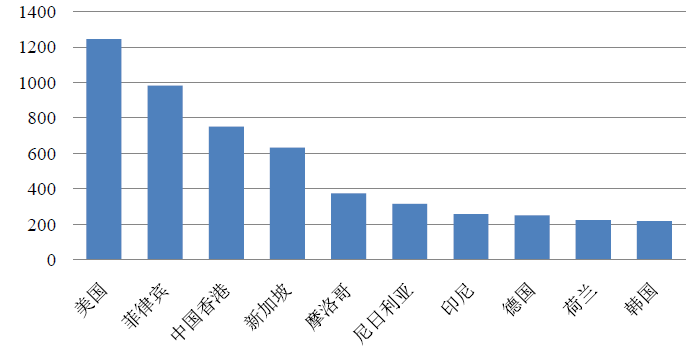 1400
1200
1000
800
600
400
200
0
美国
菲律宾
中国香港
新加坡
摩洛哥
尼日利亚
印尼
德国
荷兰
韩国